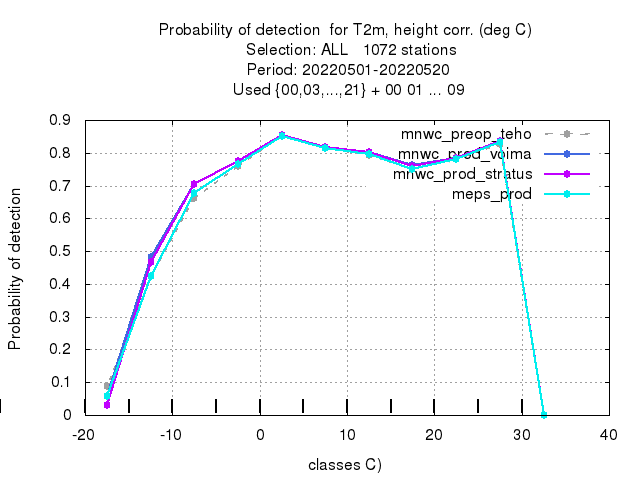 Probability of detection  for T2m, height corr. (deg C)
Selection: ALL   1072 stations
Period: 20220501-20220520
Used {00,03,...,21} + 00 01 ... 09
mnwc_preop_teho
mnwc_prod_voima
mnwc_prod_stratus
meps_prod
Probability of detection
0.9
0.8
0.7
0.6
0.5
0.4
0.3
0.2
0.1
0
-20 -10 0 10 20 30 40
classes C)